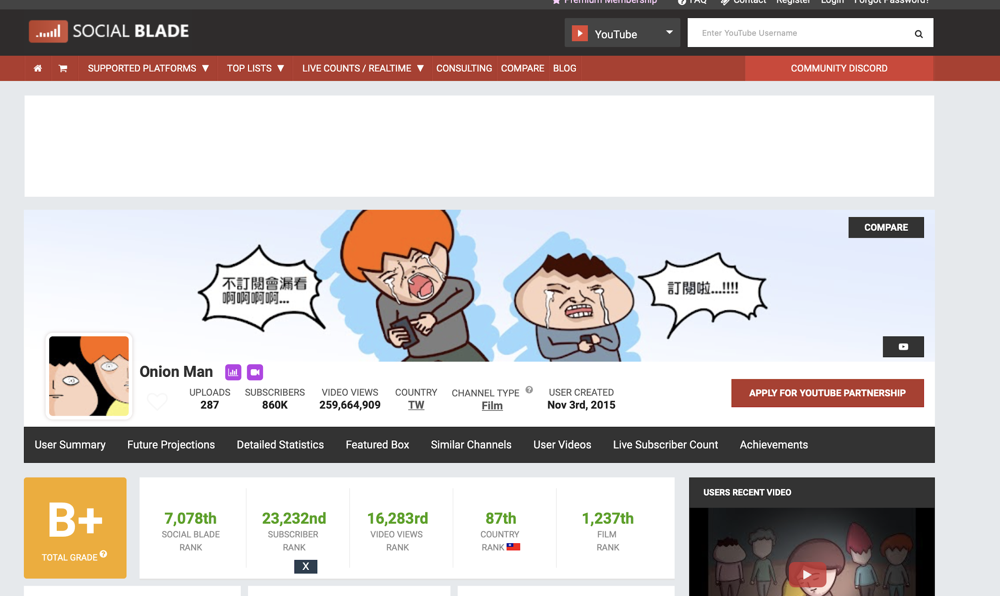 Premium Membership FAQ Contact Register Login Forgot Password?
SOCIAL BLADE
YouTube
Enter YouTube Username
SUPPORTED PLATFORMS ▼ TOP LISTS ▼ LIVE COUNTS / REALTIME ▼ CONSULTING COMPARE BLOG COMMUNITY DISCORD
COMPARE
不訂閱會漏看
啊啊啊啊...
訂閱啦...!!!!
Onion Man
UPLOADS
287
SUBSCRIBERS
860K
VIDEO VIEWS
259,664,909
COUNTRY
TW
CHANNEL TYPE
Film
USER CREATED
Nov 3rd, 2015
APPLY FOR YOUTUBE PARTNERSHIP
User Summary Future Projections Detailed Statistics Featured Box Similar Channels User Videos Live Subscriber Count Achievements
B+
TOTAL GRADE
7,078th
SOCIAL BLADE
RANK
23,232nd
SUBSCRIBER
RANK
16,283rd
VIDEO VIEWS
RANK
87th
COUNTRY
RANK
1,237th
FILM
RANK
X
USERS RECENT VIDEO